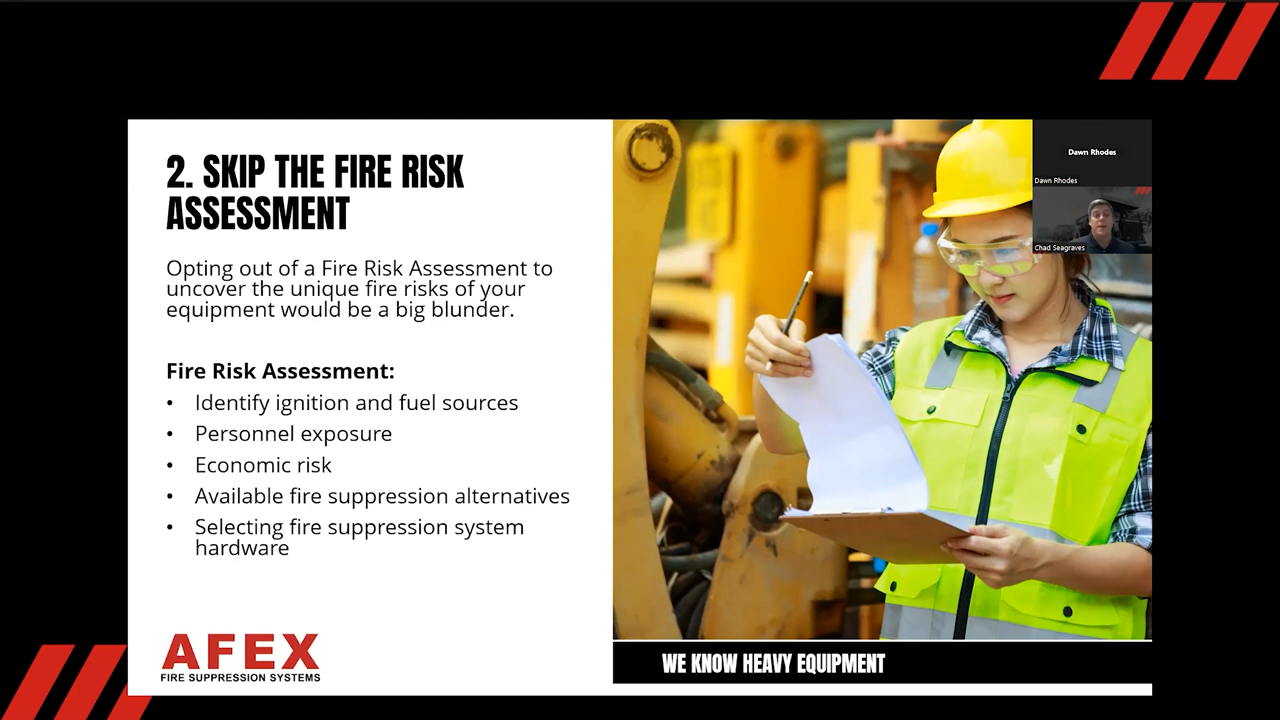 2. SKIP THE FIRE RISK
ASSESSMENT
Opting out of a Fire Risk Assessment to
uncover the unique fire risks of your
equipment would be a big blunder.
Fire Risk Assessment:
• Identify ignition and fuel sources
• Personnel exposure
• Economic risk
• Available fire suppression alternatives
• Selecting fire suppression system
hardware
AFEX
FIRE SUPPRESSION SYSTEMS
Dawn Rhodes
Dawn Rhodes
Chad Seagraves
WE KNOW HEAVY EQUIPMENT